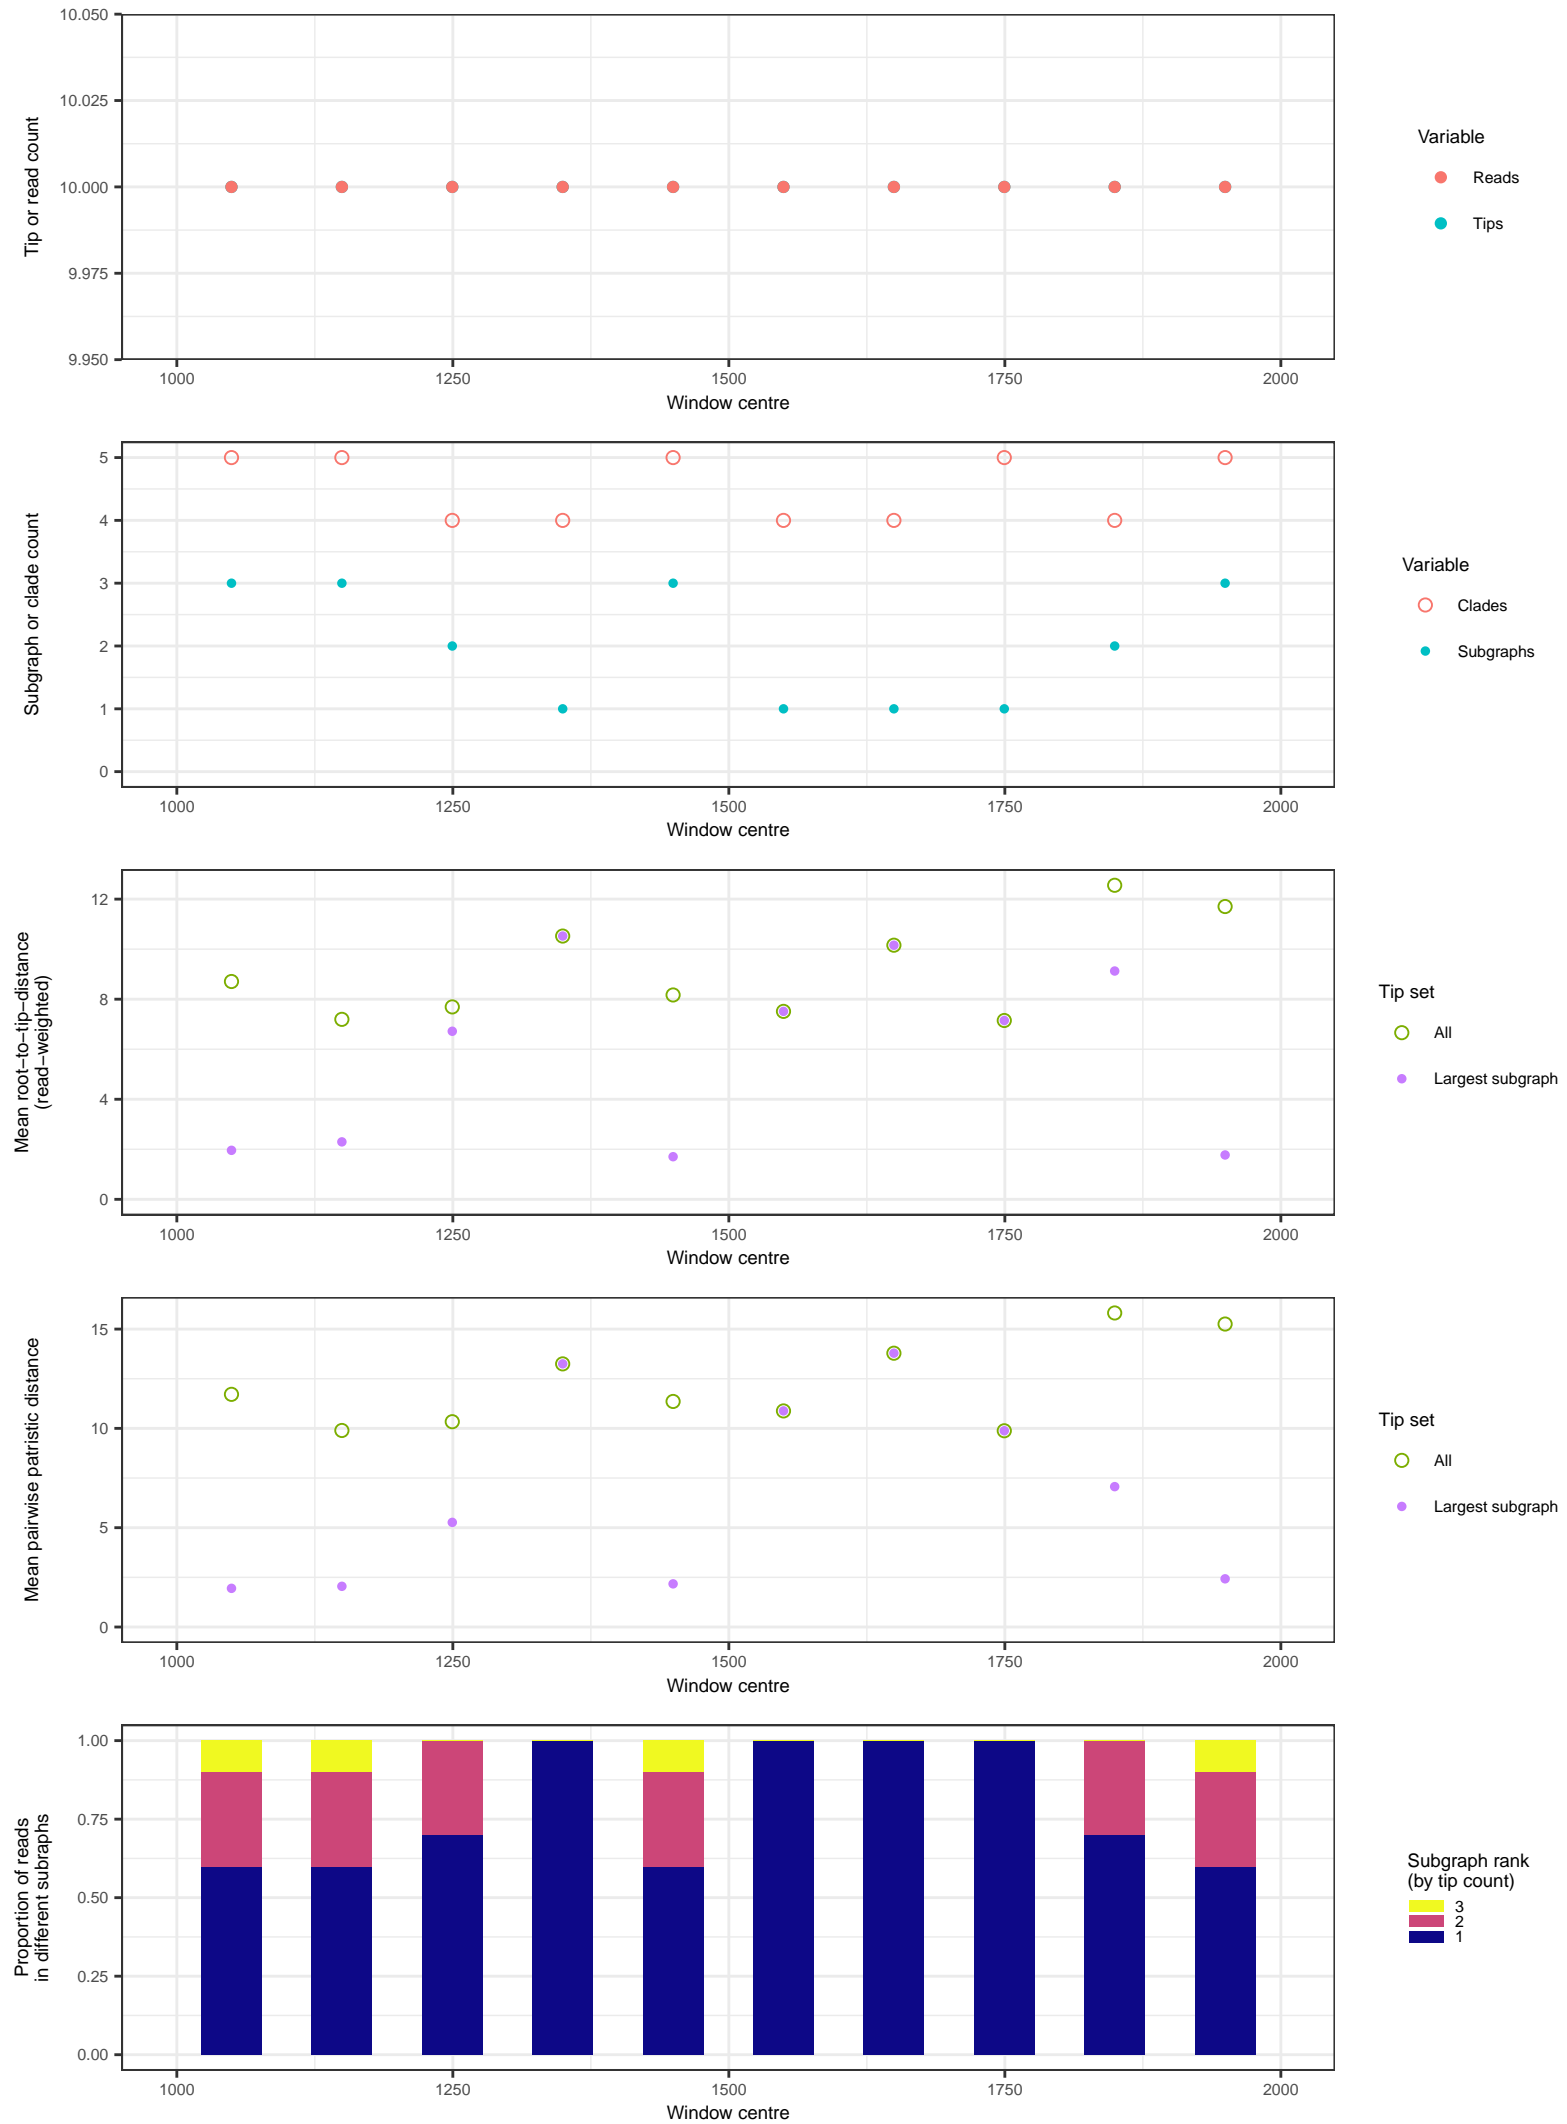 10.050
10.025
10.000
9.975
9.950
Tip or read count
1000 1250 1500 1750 2000
Window centre
Variable
Reads
Tips
5
4
3
2
1
0
Subgraph or clade count
1000 1250 1500 1750 2000
Window centre
Variable
Clades
Subgraphs
12
8
4
0
Mean root−to−tip−distance
(read−weighted)
1000 1250 1500 1750 2000
Window centre
Tip set
All
Largest subgraph
15
10
5
0
Mean pairwise patristic distance
1000 1250 1500 1750 2000
Window centre
Tip set
All
Largest subgraph
1.00
0.75
0.50
0.25
0.00
Proportion of reads
in different subraphs
1000 1250 1500 1750 2000
Window centre
Subgraph rank
(by tip count)
3
2
1